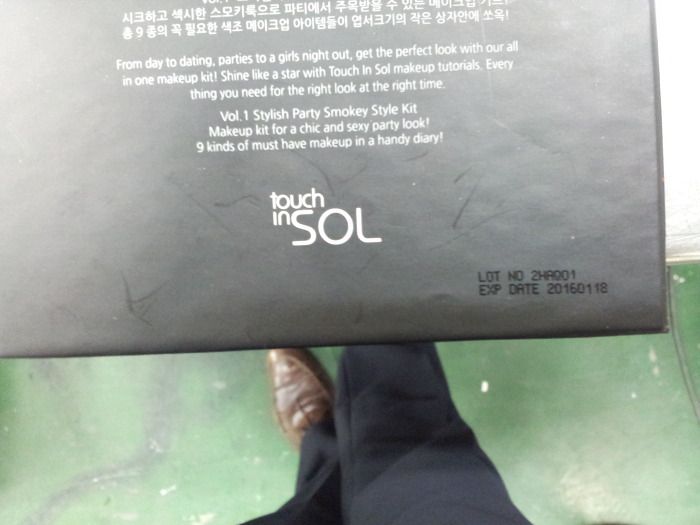 시크하고 섹시한 스모키룩으로 파티에서 주목받을 수 있는 메이크업
총 9 종의 꼭 필요한 색조 메이크업 아이템들이 엽서크기의 작은 상자안에 쏘옥!
From day to dating, parties to a girls night out, get the perfect look with our all
in one makeup kit! Shine like a star with Touch In Sol makeup tutorials. Every
thing you need for the right look at the right time.
Vol.1 Stylish Party Smokey Style Kit
Makeup kit for a chic and sexy party look!
9 kinds of must have makeup in a handy diary!
touch
in SOL
LOT NO 2HAQ01
EXP DATE 20160118